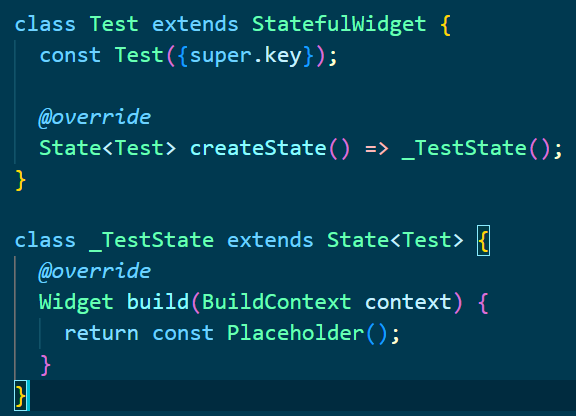 class Test extends StatefulWidget {
  const Test({super.key});

  @override
  State<Test> createState() => _TestState();
}

class _TestState extends State<Test> {
  @override
  Widget build(BuildContext context) {
    return const Placeholder();
  }
}